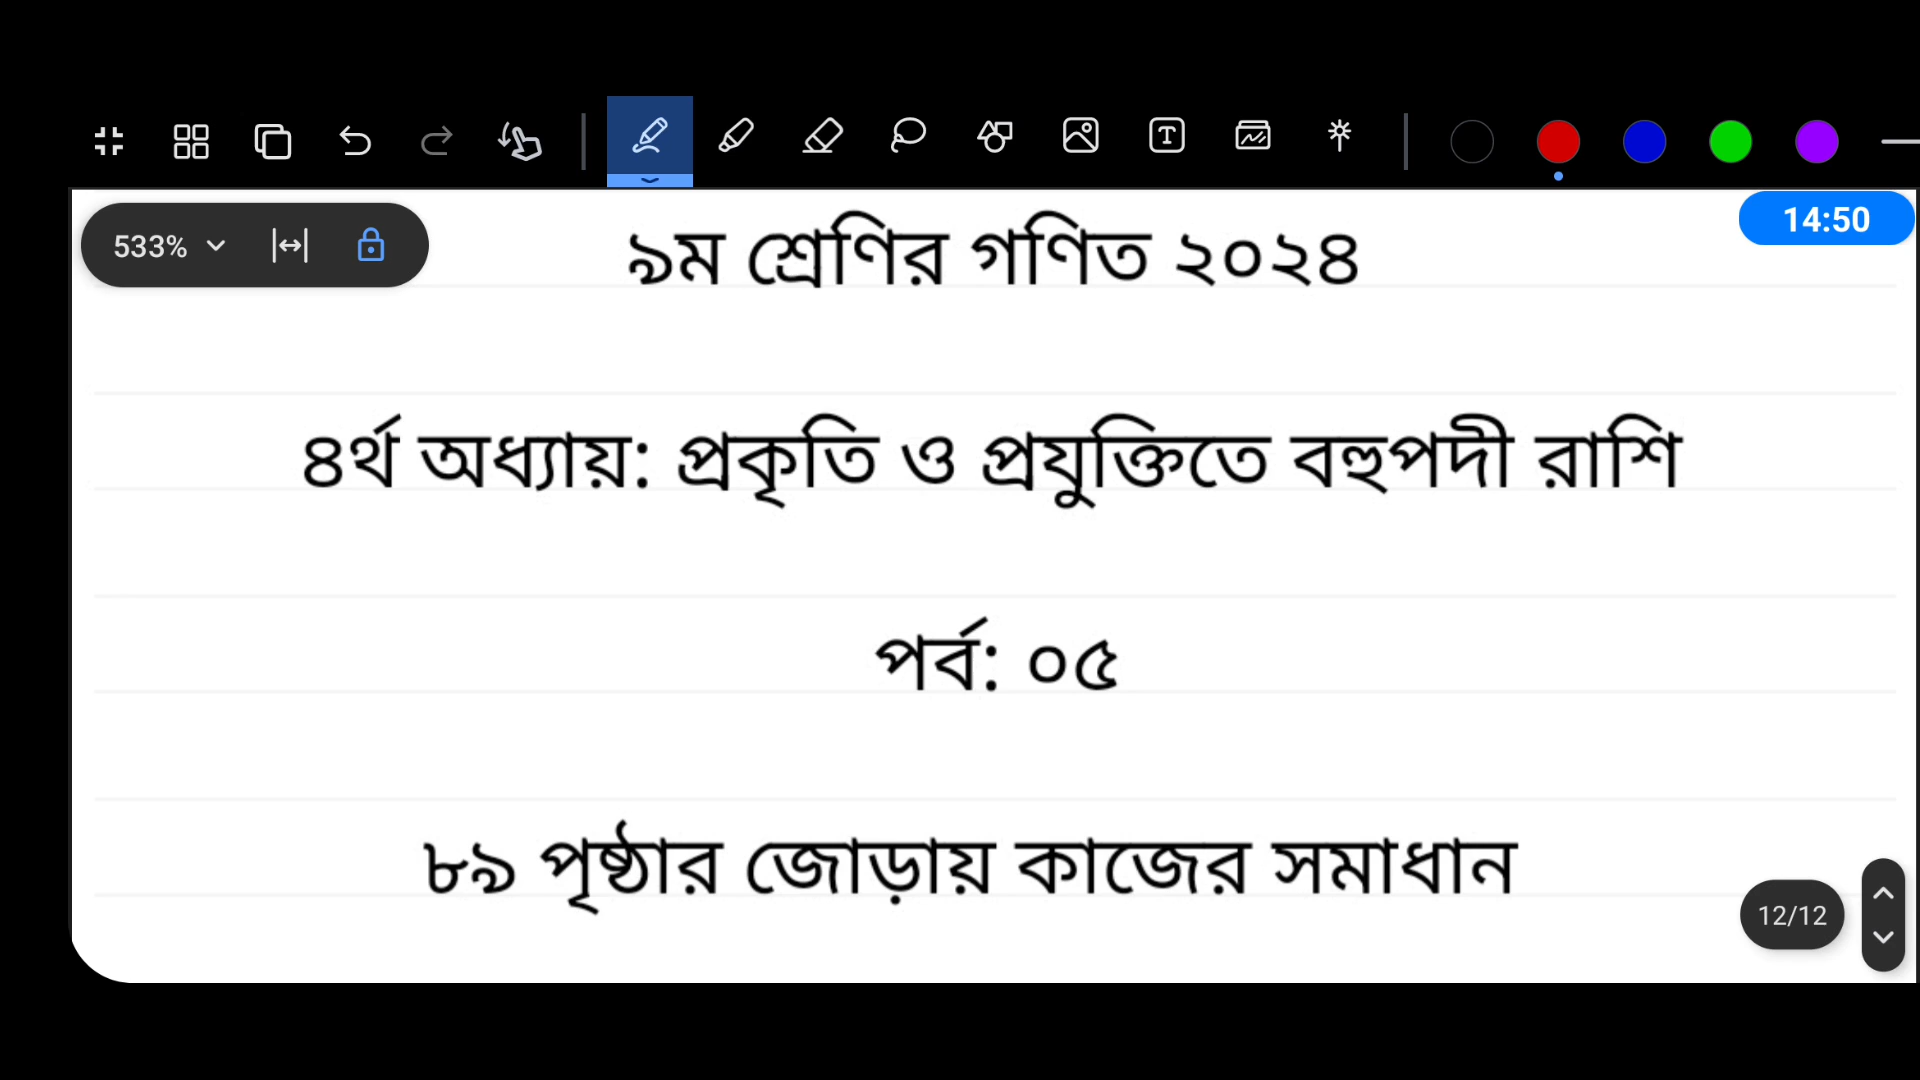 533%
14:50
৯ম শ্রেণির গণিত ২০২৪
৪র্থ অধ্যায়: প্রকৃতি ও প্রযুক্তিতে বহুপদী রাশি
পর্ব: ০৫
৮৯ পৃষ্ঠার জোড়ায় কাজের সমাধান
12/12